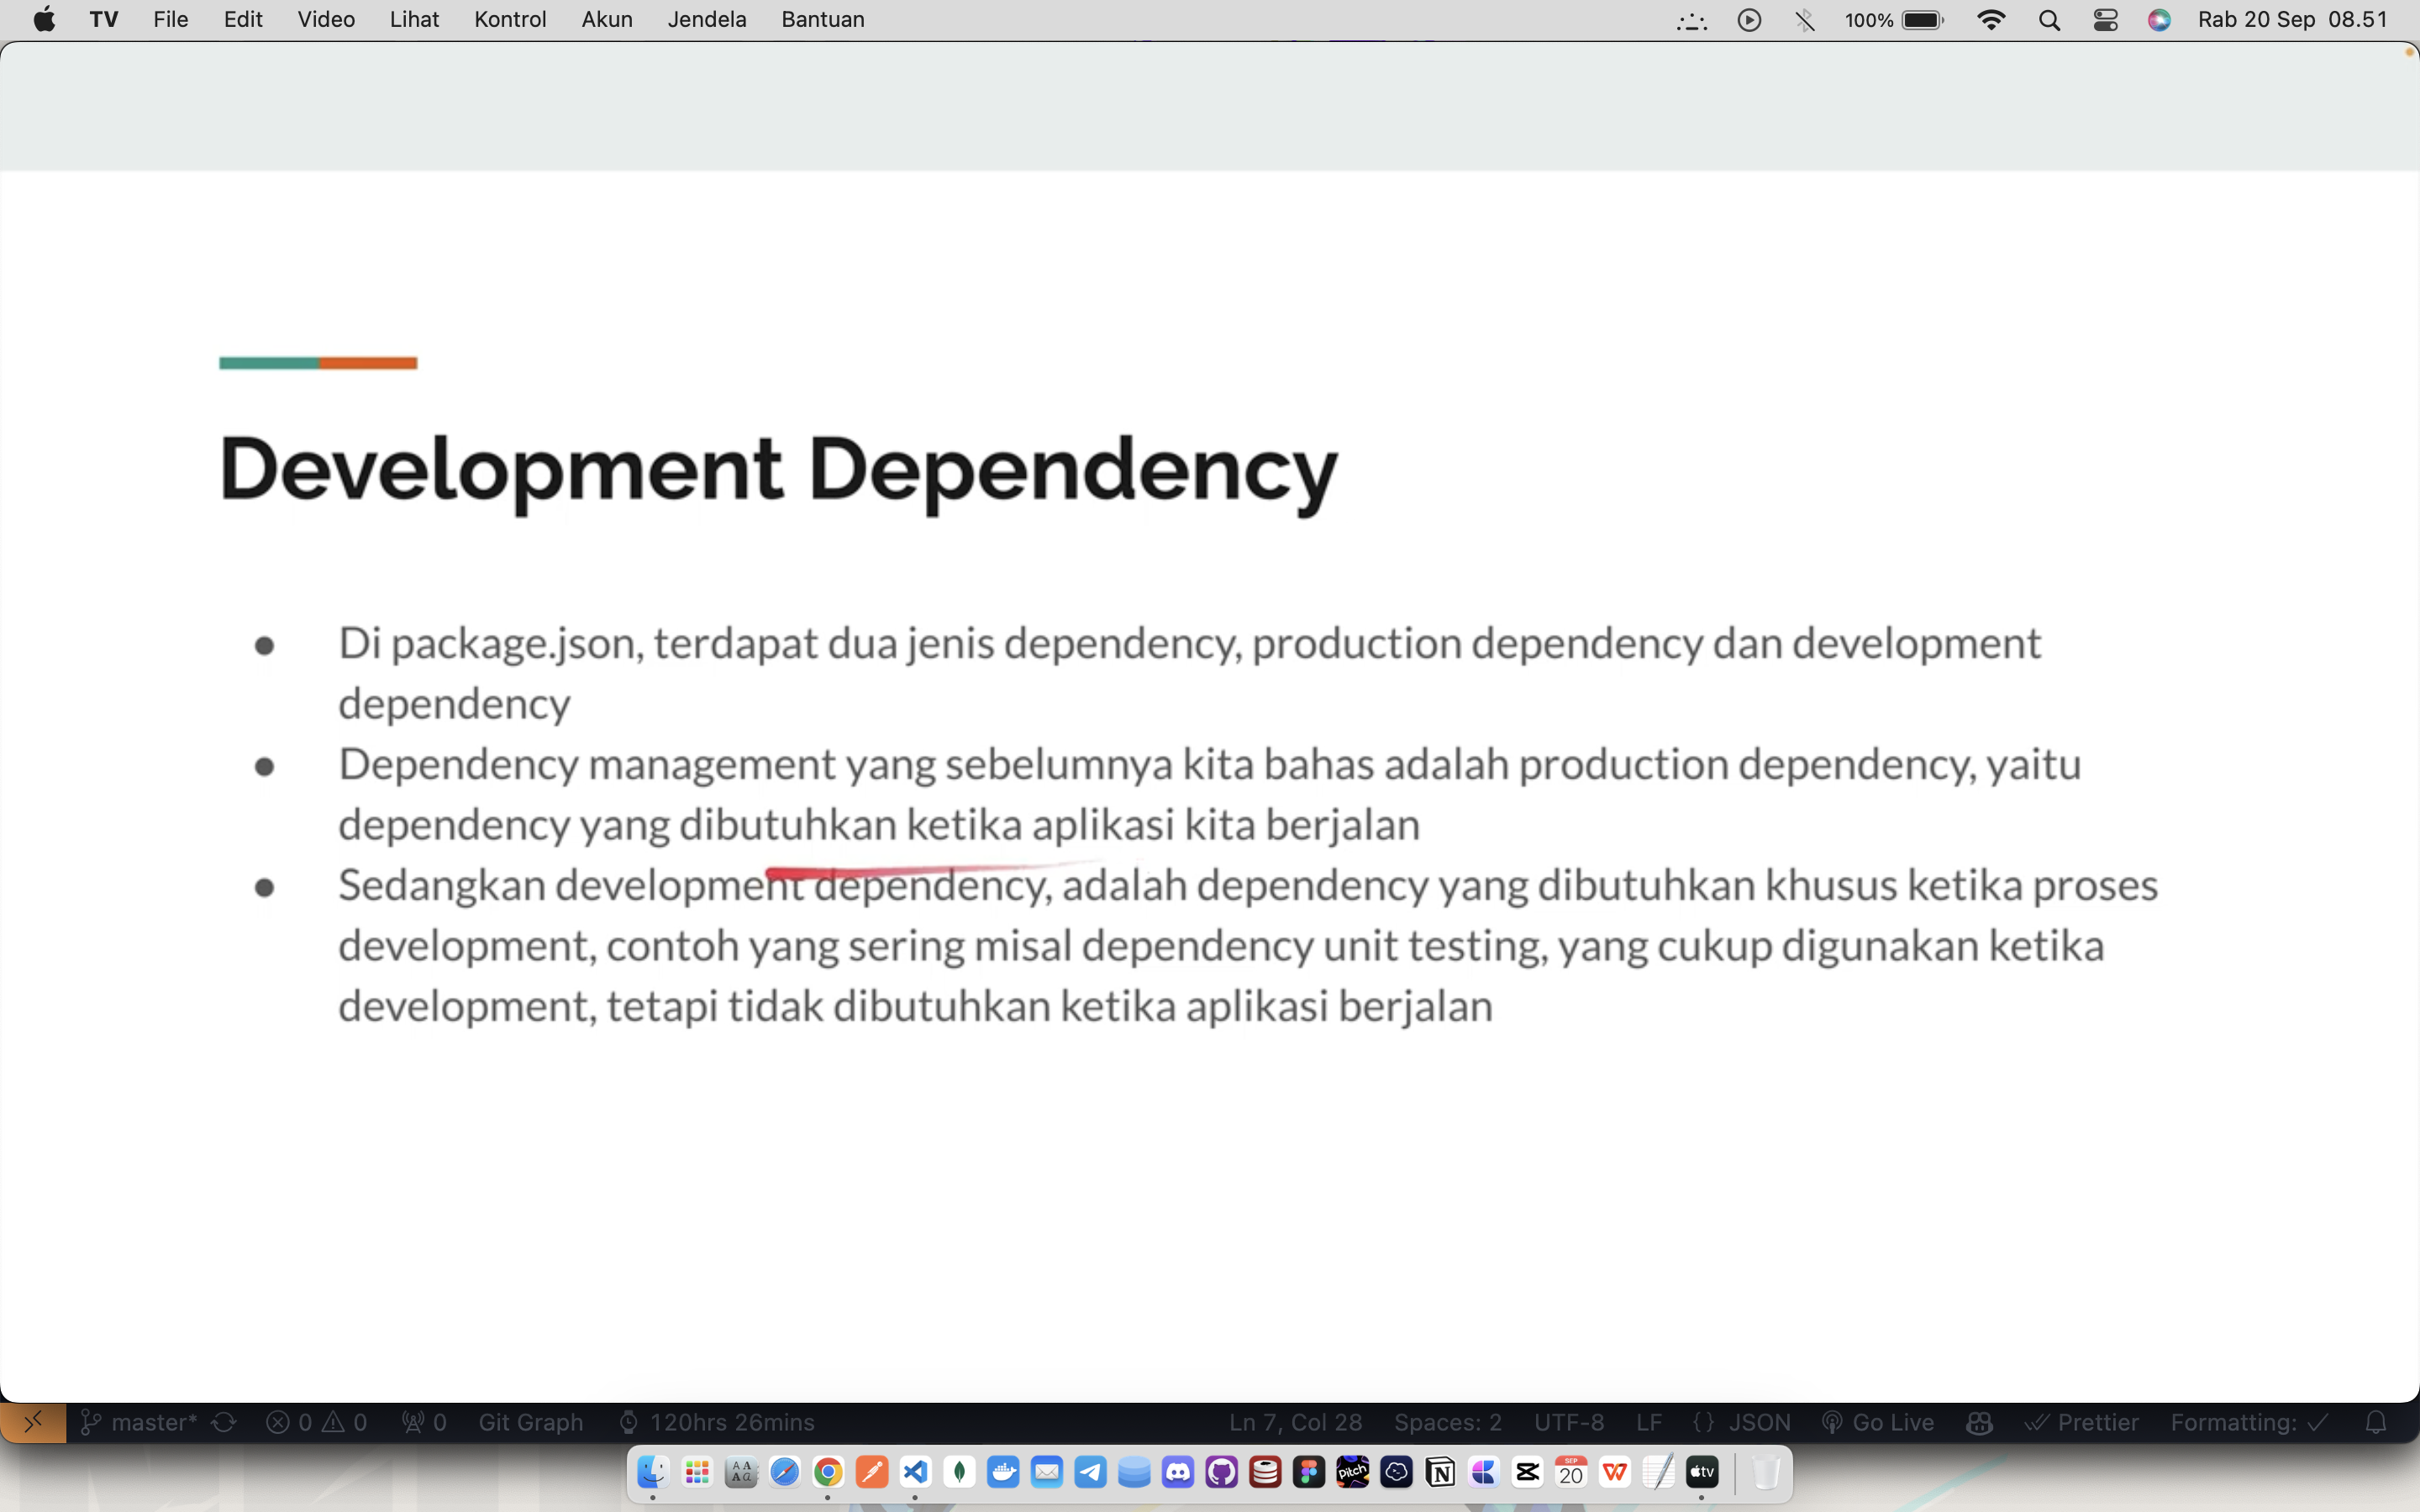 TV File Edit Video Lihat Kontrol Akun Jendela Bantuan 100% Rab 20 Sep 08.51
Development Dependency
● Di package.json, terdapat dua jenis dependency, production dependency dan development
dependency
● Dependency management yang sebelumnya kita bahas adalah production dependency, yaitu
dependency yang dibutuhkan ketika aplikasi kita berjalan
● Sedangkan development dependency, adalah dependency yang dibutuhkan khusus ketika proses
development, contoh yang sering misal dependency unit testing, yang cukup digunakan ketika
development, tetapi tidak dibutuhkan ketika aplikasi berjalan
master* 0 0 0 Git Graph 120hrs 26mins Ln 7, Col 28 Spaces: 2 UTF-8 LF {} JSON Go Live Prettier Formatting: ✓
AA Aa Pitch N SEP 20 W tv